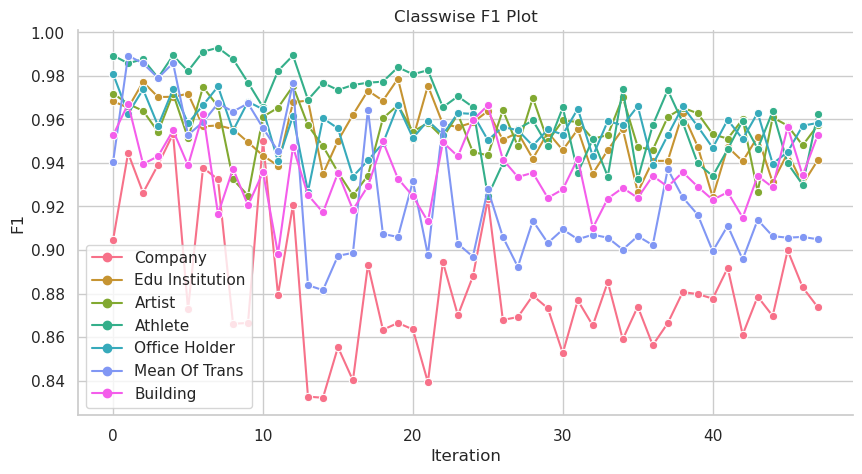 Classwise F1 Plot
1.00
0.98
0.96
0.94
0.92
0.90
0.88
0.86
0.84
F1
Company
Edu Institution
Artist
Athlete
Office Holder
Mean Of Trans
Building
0 10 20 30 40
Iteration